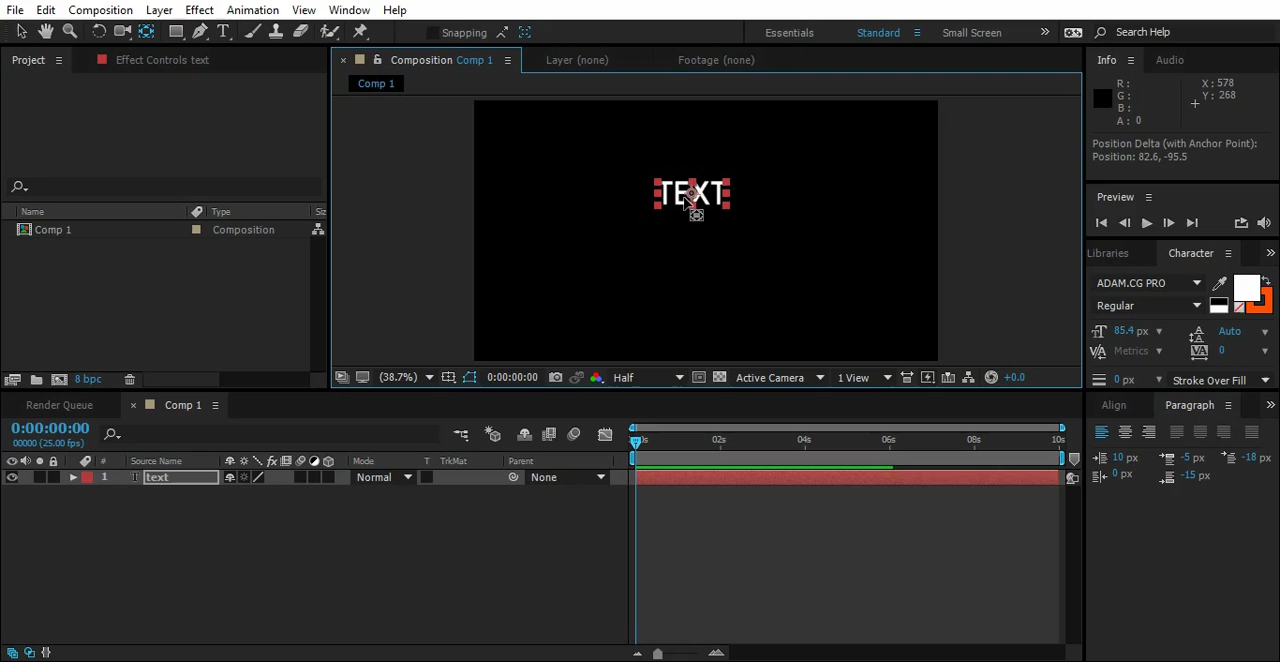 File Edit Composition Layer Effect Animation View Window Help
Snapping Essentials Standard Small Screen Search Help
Project Effect Controls text Composition Comp 1 Layer (none) Footage (none) Info Audio
Comp 1
R: X: 578
G: Y: 268
B:
A: 0
Position Delta (with Anchor Point):
Position: 82.6, -95.5
TEXT
Preview
Name Type Siz
Comp 1 Composition
Libraries Character
ADAM.CG PRO
Regular
85.4 px Auto
Metrics 0
8 bpc (38.7%) 0:00:00:00 Half Active Camera 1 View +0.0 0 px Stroke Over Fill
Render Queue Comp 1 Align Paragraph
0:00:00:00
00000 (25.00 fps)
02s 04s 06s 08s 10s
# Source Name Mode T TrkMat Parent
1 text Normal None
10 px -5 px -18 px
0 px -15 px